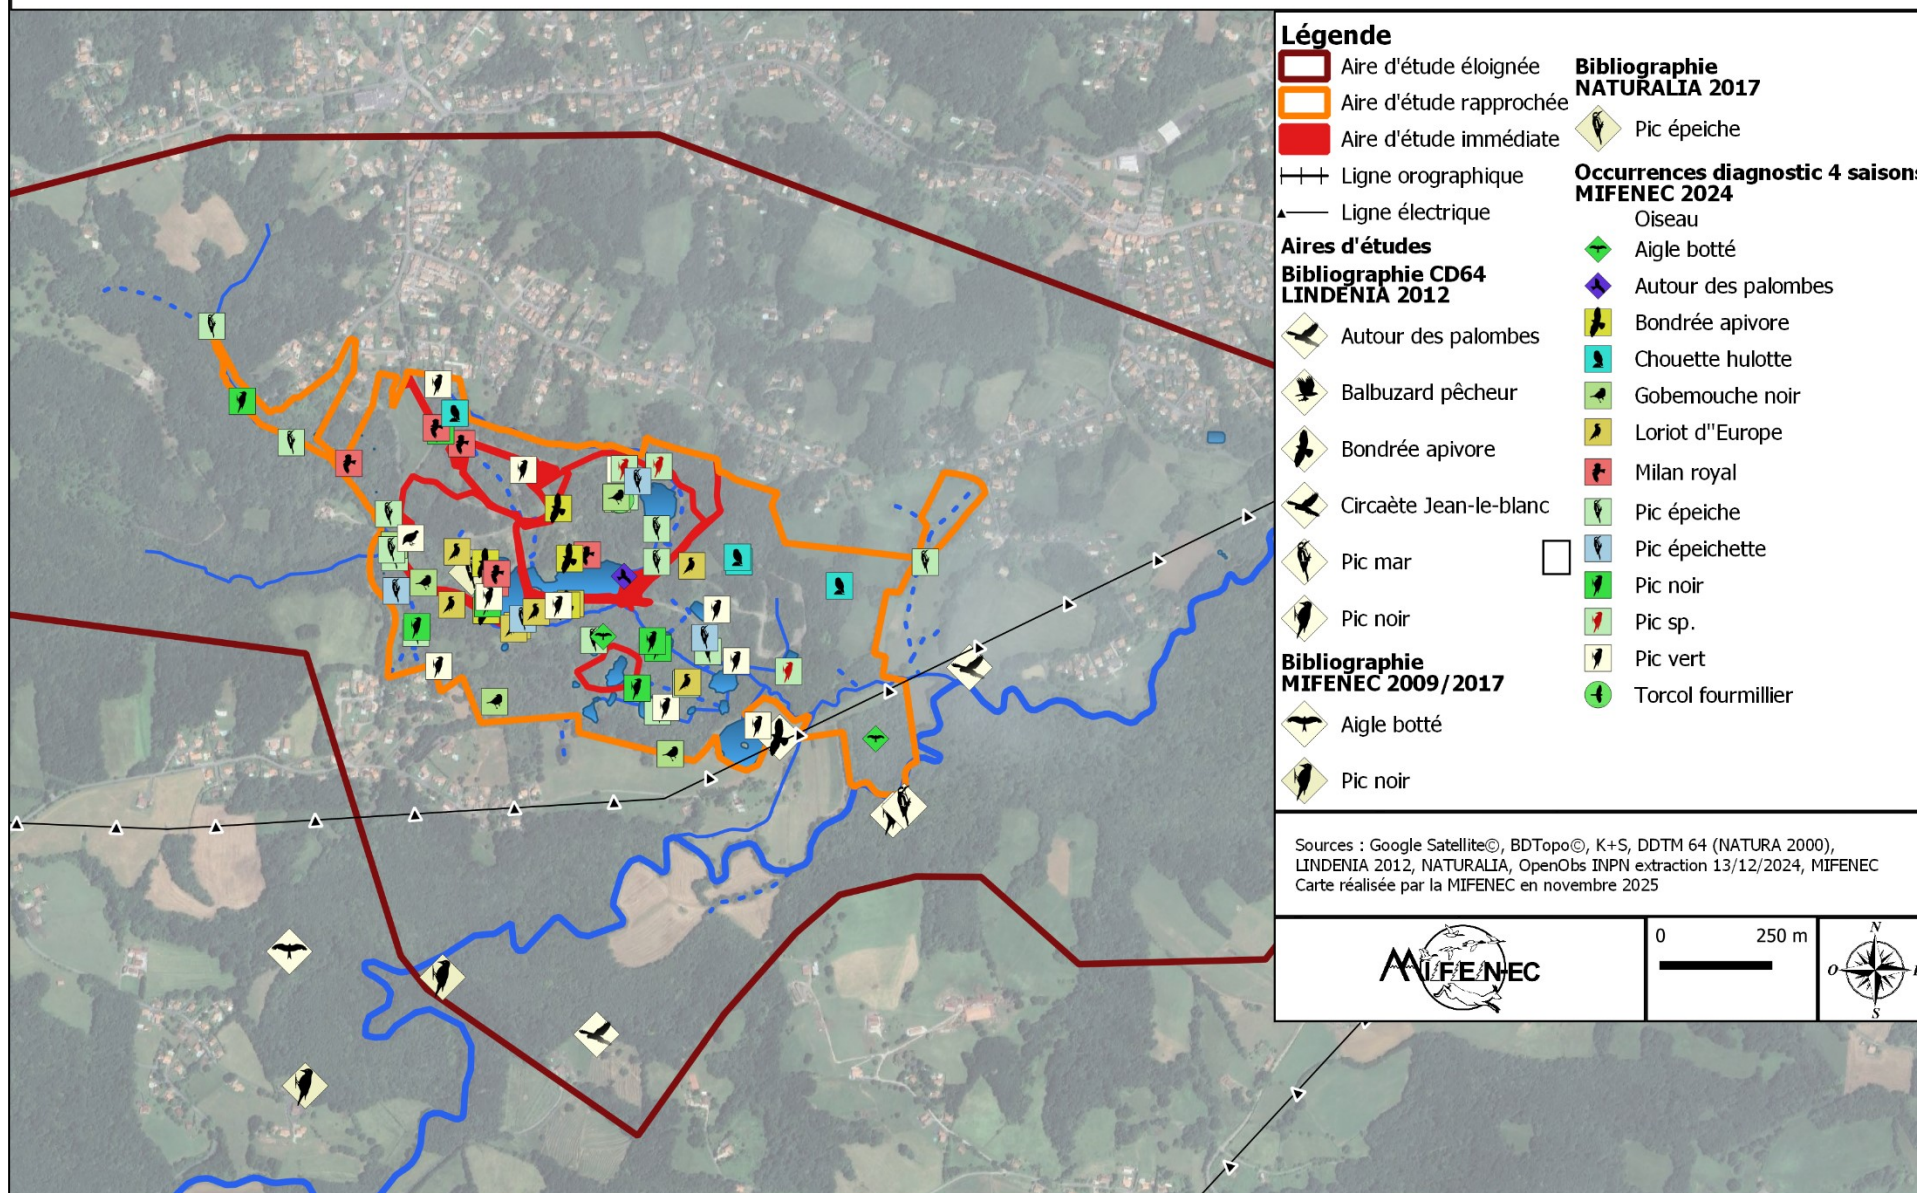 Légende
Aire d'étude éloignée
Aire d'étude rapprochée
Aire d'étude immédiate
Ligne orographique
Ligne électrique
Aires d'études
Bibliographie CD64
LINDENIA 2012
Autour des palombes
Balbuzard pêcheur
Bondrée apivore
Circaète Jean-le-blanc
Pic mar
Pic noir
Bibliographie
MIFENEC 2009/2017
Aigle botté
Pic noir
Bibliographie
NATURALIA 2017
Pic épeiche
Occurrences diagnostic 4 saisons
MIFENEC 2024
Oiseau
Aigle botté
Autour des palombes
Bondrée apivore
Chouette hulotte
Gobemouche noir
Loriot d"Europe
Milan royal
Pic épeiche
Pic épeichette
Pic noir
Pic sp.
Pic vert
Torcol fourmillier
Sources : Google Satellite©, BDTopo©, K+S, DDTM 64 (NATURA 2000),
LINDENIA 2012, NATURALIA, OpenObs INPN extraction 13/12/2024, MIFENEC
Carte réalisée par la MIFENEC en novembre 2025
MIFEN-EC
0 250 m
N
O
S